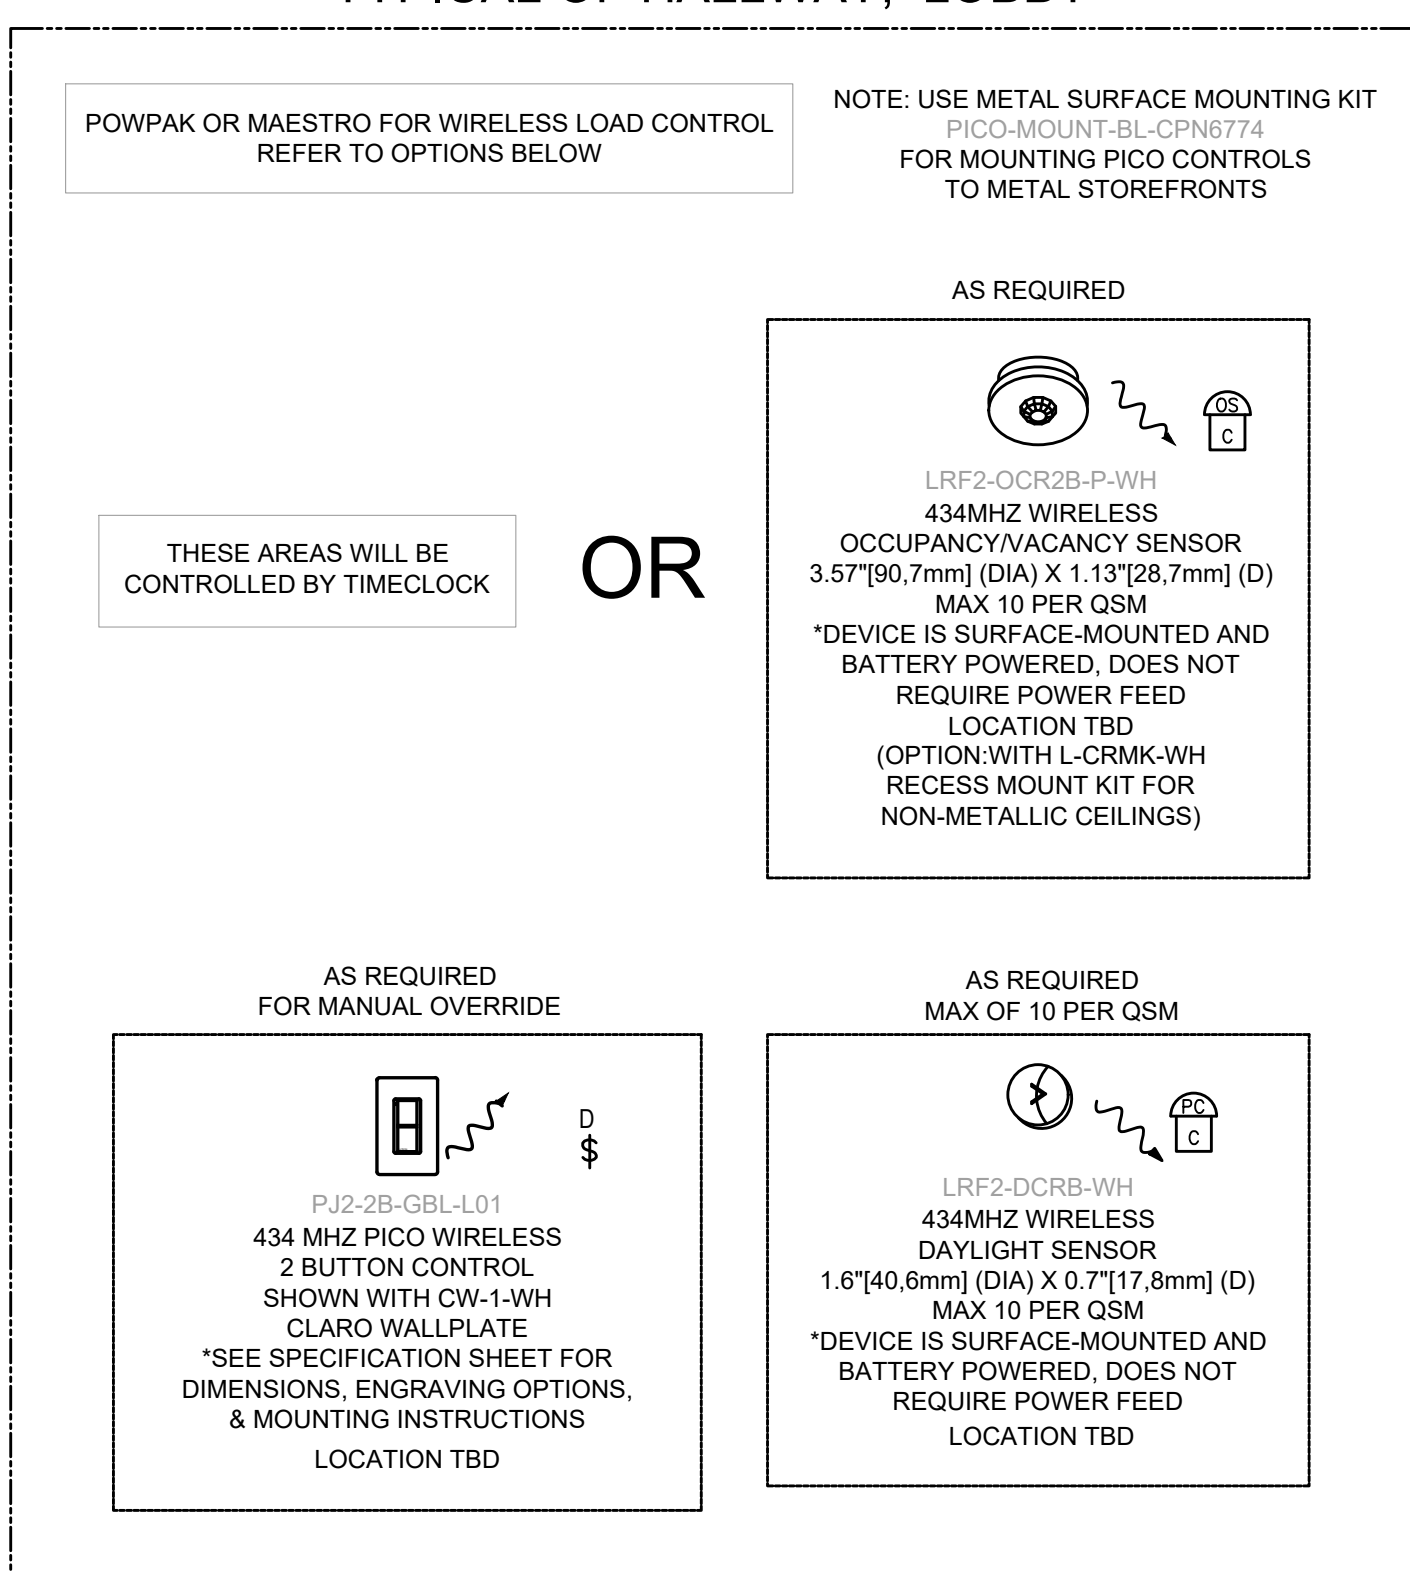 POWPAK OR MAESTRO FOR WIRELESS LOAD CONTROL
REFER TO OPTIONS BELOW
NOTE: USE METAL SURFACE MOUNTING KIT
PICO-MOUNT-BL-CPN6774
FOR MOUNTING PICO CONTROLS
TO METAL STOREFRONTS
AS REQUIRED
OS
C
LRF2-OCR2B-P-WH
434MHZ WIRELESS
OCCUPANCY/VACANCY SENSOR
3.57"[90,7mm] (DIA) X 1.13"[28,7mm] (D)
MAX 10 PER QSM
*DEVICE IS SURFACE-MOUNTED AND
BATTERY POWERED, DOES NOT
REQUIRE POWER FEED
LOCATION TBD
(OPTION:WITH L-CRMK-WH
RECESS MOUNT KIT FOR
NON-METALLIC CEILINGS)
THESE AREAS WILL BE
CONTROLLED BY TIMECLOCK
OR
AS REQUIRED
FOR MANUAL OVERRIDE
D
$
PJ2-2B-GBL-L01
434 MHZ PICO WIRELESS
2 BUTTON CONTROL
SHOWN WITH CW-1-WH
CLARO WALLPLATE
*SEE SPECIFICATION SHEET FOR
DIMENSIONS, ENGRAVING OPTIONS,
& MOUNTING INSTRUCTIONS
LOCATION TBD
AS REQUIRED
MAX OF 10 PER QSM
PC
C
LRF2-DCRB-WH
434MHZ WIRELESS
DAYLIGHT SENSOR
1.6"[40,6mm] (DIA) X 0.7"[17,8mm] (D)
MAX 10 PER QSM
*DEVICE IS SURFACE-MOUNTED AND
BATTERY POWERED, DOES NOT
REQUIRE POWER FEED
LOCATION TBD